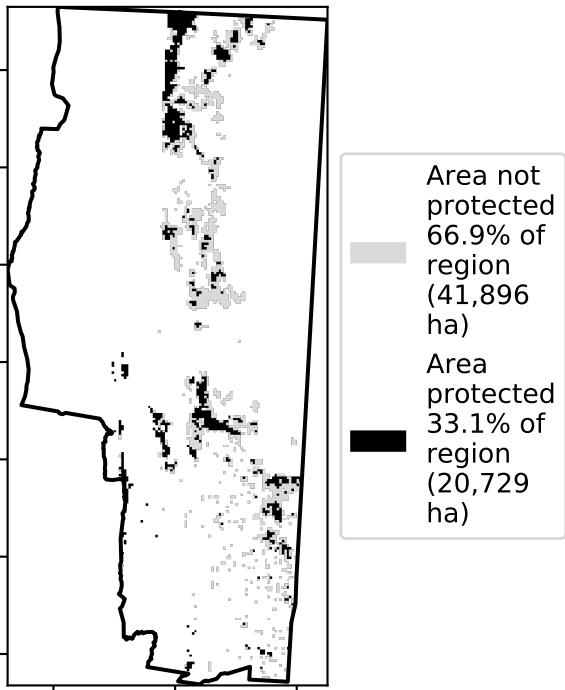 Area not
protected
66.9% of
region
(41,896
ha)
Area
protected
33.1% of
region
(20,729
ha)